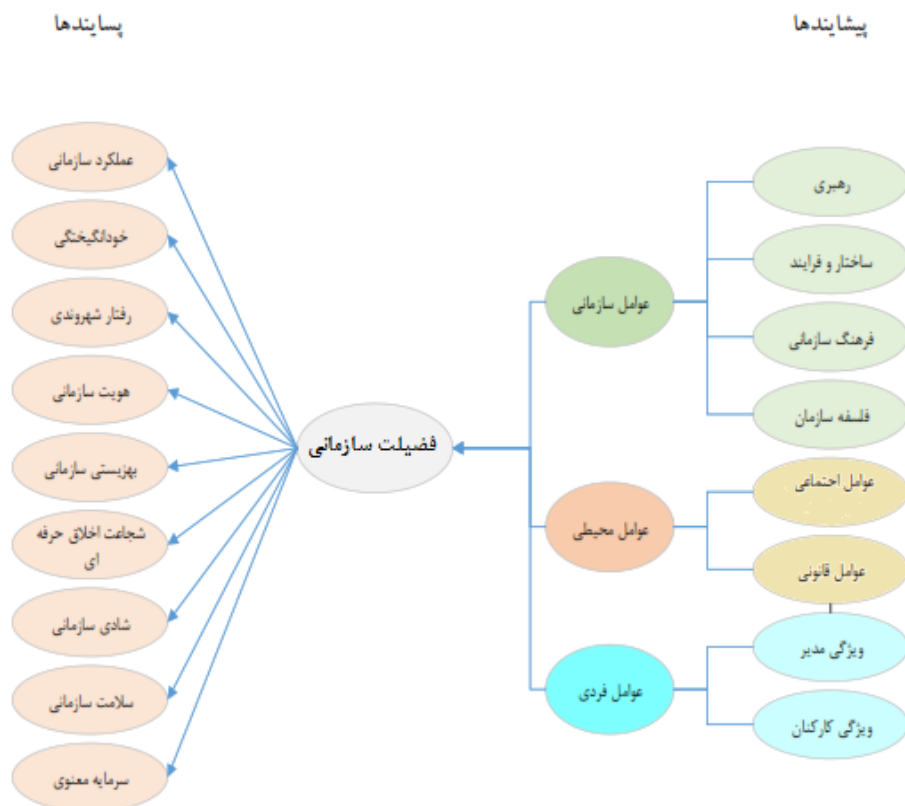 پیشایندها
پسایندها
رهبری
ساختار و فرایند
فرهنگ سازمانی
فلسفه سازمان
عوامل اجتماعی
عوامل قانونی
ویژگی مدیر
ویژگی کارکنان
عوامل سازمانی
عوامل محیطی
عوامل فردی
فضیلت سازمانی
عملکرد سازمانی
خودانگیختگی
رفتار شهروندی
هویت سازمانی
بهزیستی سازمانی
شجاعت اخلاق حرفه
ای
شادی سازمانی
سلامت سازمانی
سرمایه معنوی